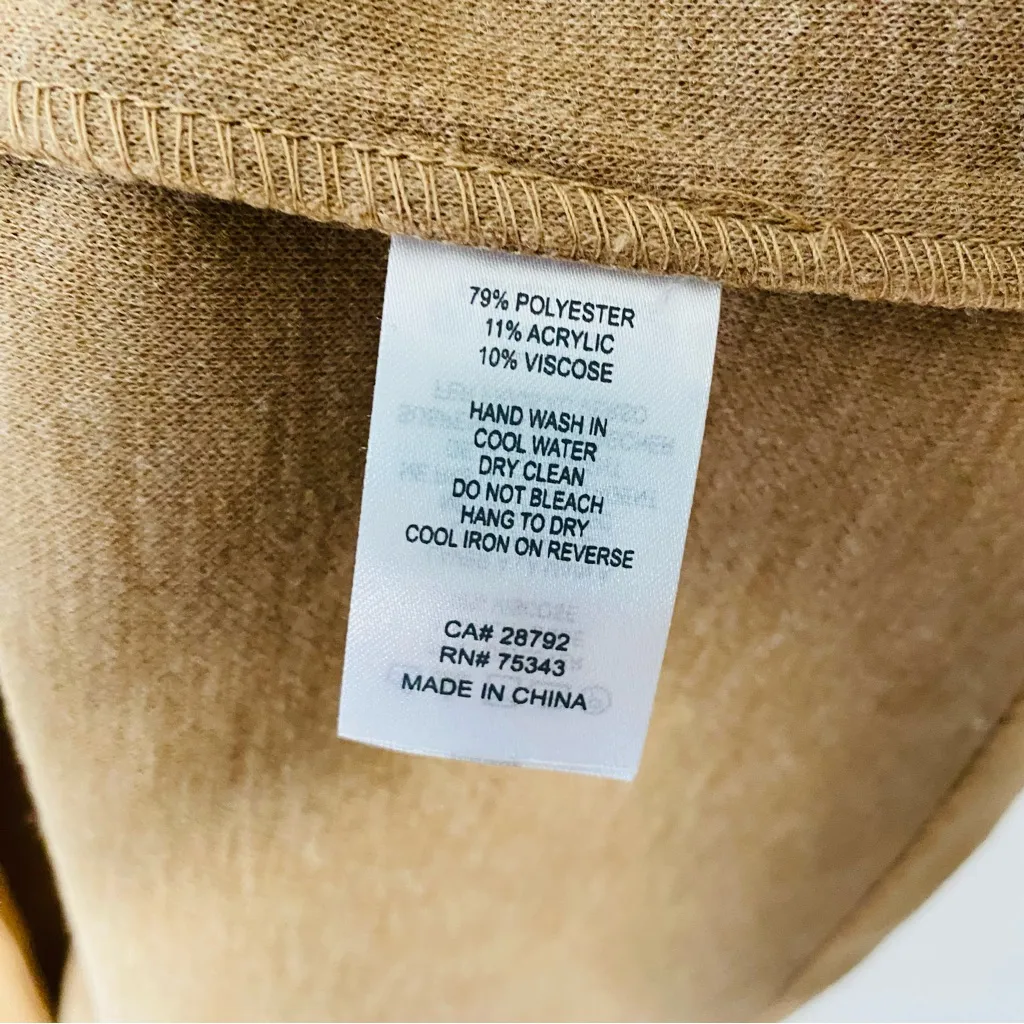 79% POLYESTER
11% ACRYLIC
10% VISCOSE
HAND WASH IN
COOL WATER
DRY CLEAN
DO NOT BLEACH
HANG TO DRY
COOL IRON ON REVERSE
CA# 28792
RN# 75343
MADE IN CHINA